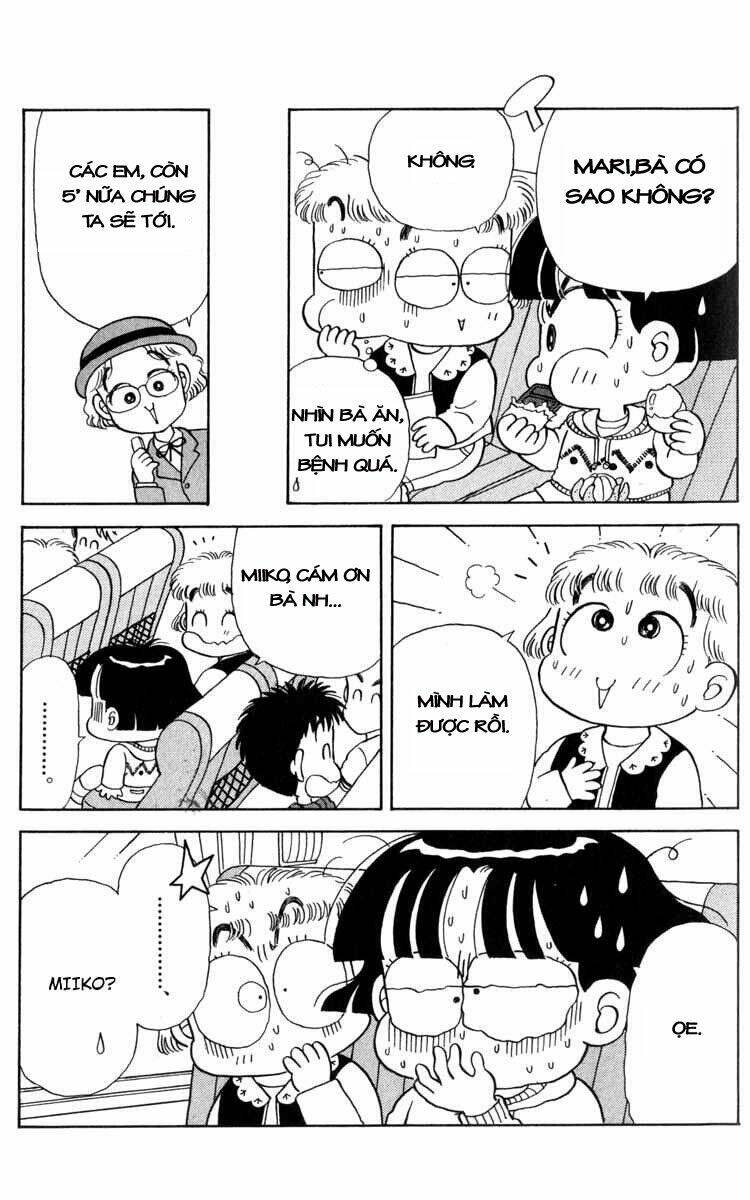 MARI,BÀ CÓ
SAO KHÔNG?
KHÔNG.
NHÌN BÀ ĂN,
TUI MUỐN
BỆNH QUÁ.
CÁC EM, CÒN
5' NỮA CHÚNG
TA SẼ TỚI.
MÌNH LÀM
ĐƯỢC RỒI.
MIIKO, CÁM ƠN
BÀ NH...
ỌE.
MIIKO?